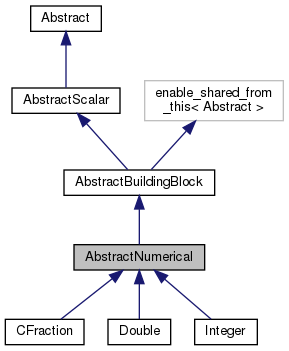 Abstract
AbstractScalar
enable_shared_from
_this< Abstract >
AbstractBuildingBlock
AbstractNumerical
CFraction
Double
Integer